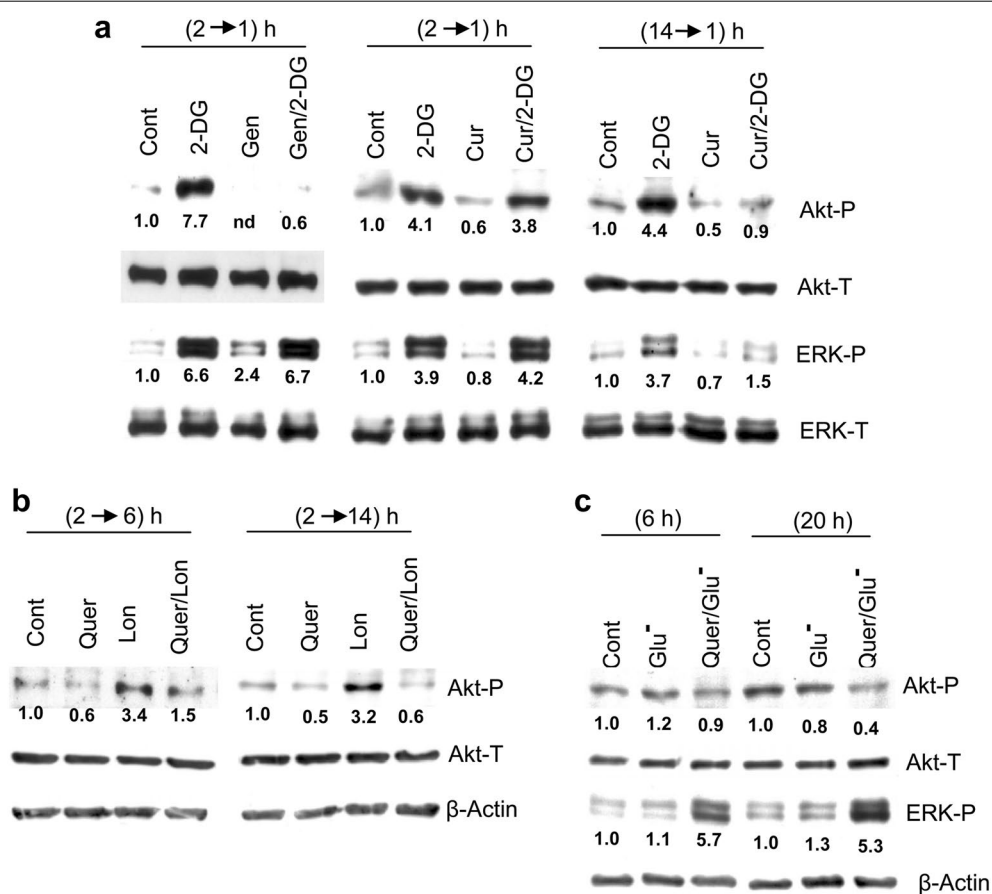 a
(2 → 1) h (2 → 1) h (14 → 1) h
Cont 2-DG Gen Gen/2-DG Cont 2-DG Cur Cur/2-DG Cont 2-DG Cur Cur/2-DG
Akt-P
1.0 7.7 nd 0.6 1.0 4.1 0.6 3.8 1.0 4.4 0.5 0.9
Akt-T
ERK-P
1.0 6.6 2.4 6.7 1.0 3.9 0.8 4.2 1.0 3.7 0.7 1.5
ERK-T
b
(2 → 6) h (2 → 14) h
Cont Quer Lon Quer/Lon Cont Quer Lon Quer/Lon
Akt-P
1.0 0.6 3.4 1.5 1.0 0.5 3.2 0.6
Akt-T
β-Actin
c
(6 h) (20 h)
Cont Glu⁻ Quer/Glu⁻ Cont Glu⁻ Quer/Glu⁻
Akt-P
1.0 1.2 0.9 1.0 0.8 0.4
Akt-T
ERK-P
1.0 1.1 5.7 1.0 1.3 5.3
β-Actin